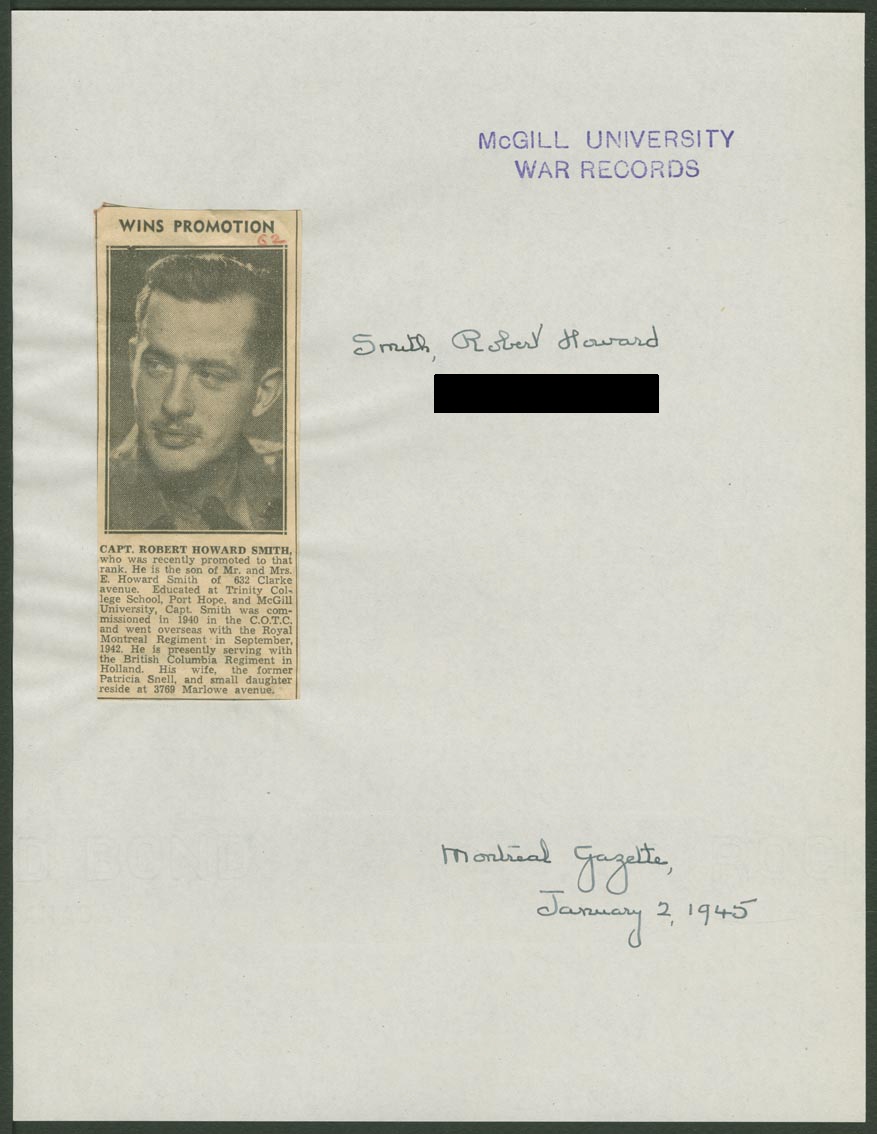 McGILL UNIVERSITY
WAR RECORDS
WINS PROMOTION
62
Smith, Robert Howard
CAPT. ROBERT HOWARD SMITH,
who was recently promoted to that
rank. He is the son of Mr. and Mrs.
E. Howard Smith of 632 Clarke
avenue. Educated at Trinity Col-
lege School, Port Hope, and McGill
University, Capt. Smith was com-
missioned in 1940 in the C.O.T.C.
and went overseas with the Royal
Montreal Regiment in September,
1942. He is presently serving with
the British Columbia Regiment in
Holland. His wife, the former
Patricia Snell, and small daughter
reside at 3769 Marlowe avenue.
Montreal Gazette,
January 2, 1945